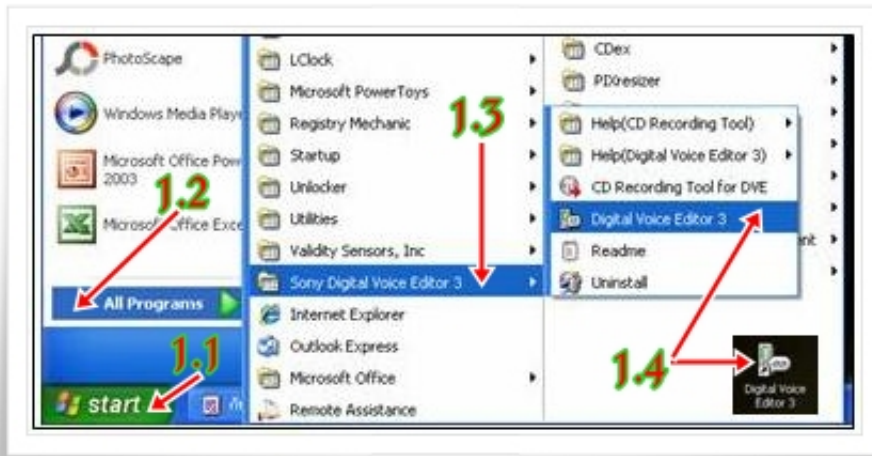 PhotoScape
Windows Media Playe
Microsoft Office Pow
2003
Microsoft Office Exce
All Programs
start
1.2
1.1
LClock
Microsoft PowerToys
Registry Mechanic
Startup
Unlocker
Utilities
Validity Sensors, Inc
Sony Digital Voice Editor 3
Internet Explorer
Outlook Express
Microsoft Office
Remote Assistance
1.3
CDex
PIXresizer
Help(CD Recording Tool)
Help(Digital Voice Editor 3)
CD Recording Tool for DVE
Digital Voice Editor 3
Readme
Uninstall
nt
1.4
Digital Voice
Editor 3